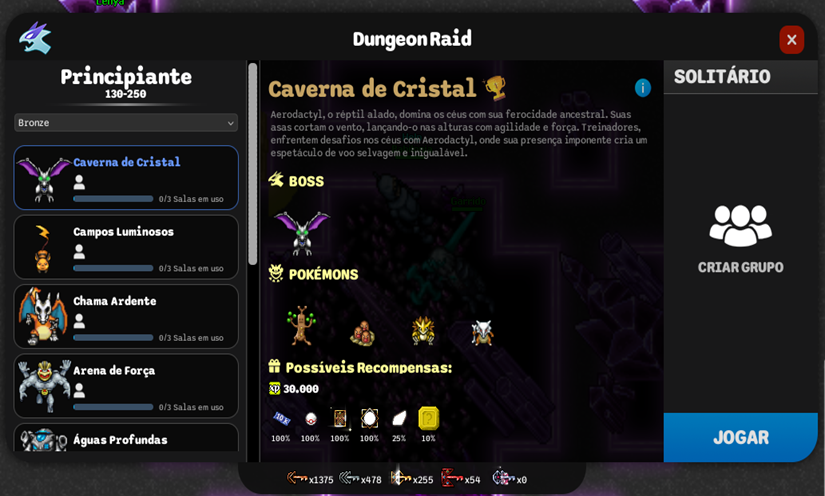 Lenya
Dungeon Raid
X
Principiante
130-250
Bronze
Caverna de Cristal
0/3 Salas em uso
Campos Luminosos
0/3 Salas em uso
Chama Ardente
0/3 Salas em uso
Arena de Força
0/3 Salas em uso
Águas Profundas
Caverna de Cristal
i
Aerodactyl, o réptil alado, domina os céus com sua ferocidade ancestral. Suas
asas cortam o vento, lançando-o nas alturas com agilidade e força. Treinadores,
enfrentem desafios nos céus com Aerodactyl, onde sua presença imponente cria um
espetáculo de voo selvagem e inigualável.
BOSS
POKÉMONS
Possíveis Recompensas:
30.000
100% 100% 100% 100% 25% 10%
SOLITÁRIO
CRIAR GRUPO
JOGAR
x1375 x478 x255 x54 x0